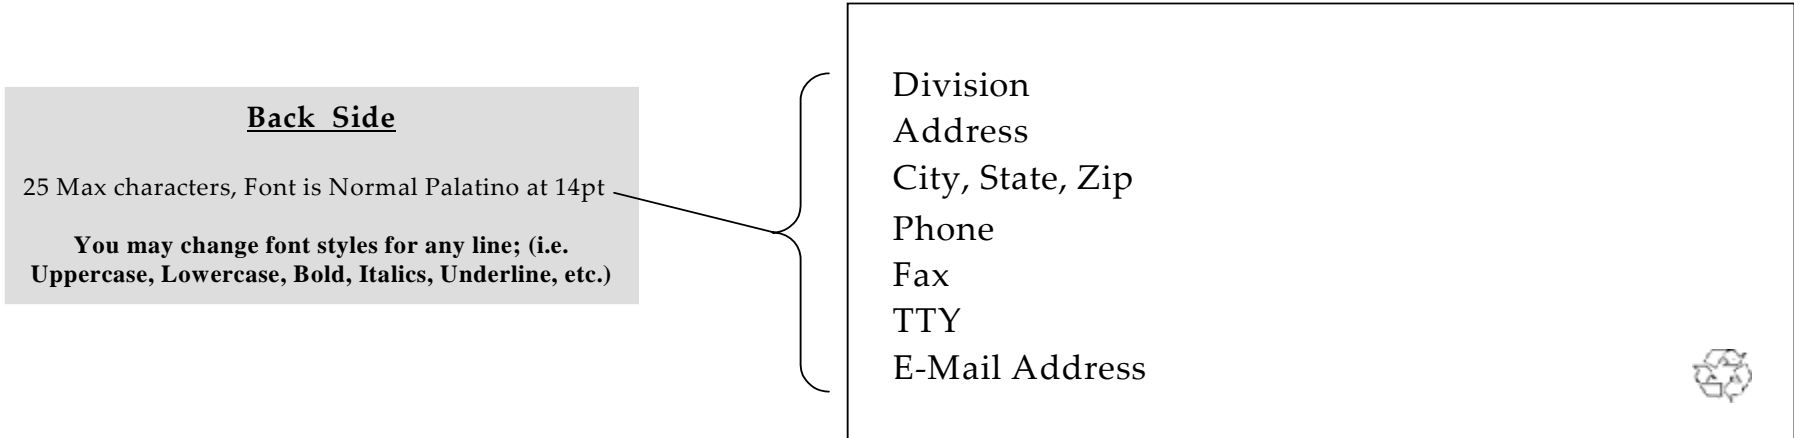 Back Side
25 Max characters, Font is Normal Palatino at 14pt
You may change font styles for any line; (i.e.
Uppercase, Lowercase, Bold, Italics, Underline, etc.)
Division
Address
City, State, Zip
Phone
Fax
TTY
E-Mail Address